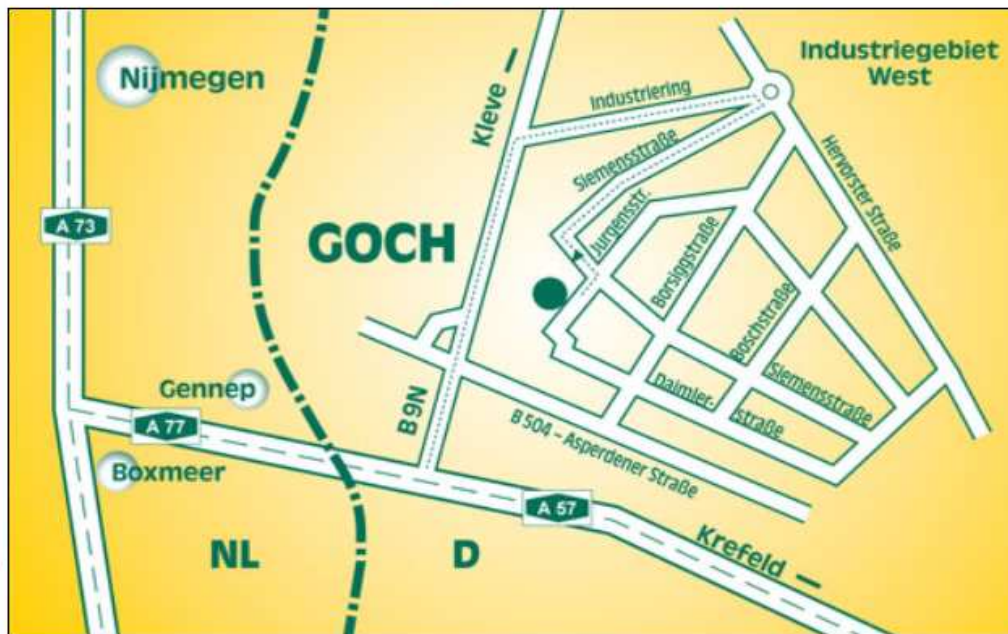 Nijmegen
Kleve
Industriering
Industriegebiet
West
Siemensstraße
Hervorster Straße
A 73
GOCH
Jurgensstr.
Borsiggstraße
Boschstraße
Gennep
B9N
Daimler-
straße
Siemensstraße
A 77
B 504 - Asperdener Straße
Boxmeer
A 57
NL
D
Krefeld